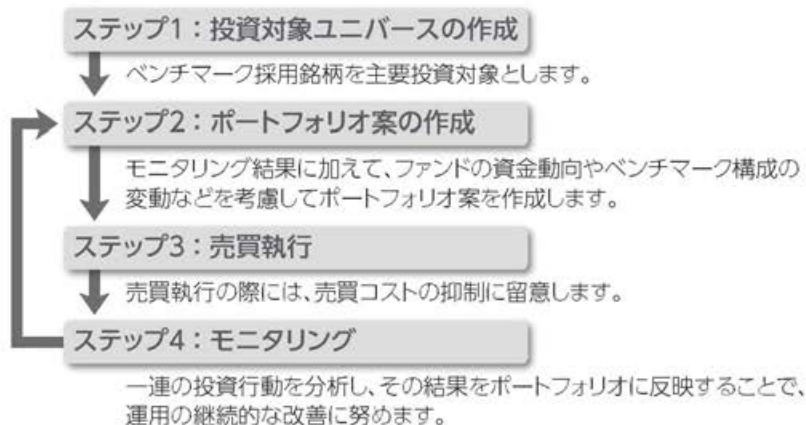 ステップ1：投資対象ユニバースの作成
ベンチマーク採用銘柄を主要投資対象とします。
ステップ2：ポートフォリオ案の作成
モニタリング結果に加えて、ファンドの資金動向やベンチマーク構成の
変動などを考慮してポートフォリオ案を作成します。
ステップ3：売買執行
売買執行の際には、売買コストの抑制に留意します。
ステップ4：モニタリング
一連の投資行動を分析し、その結果をポートフォリオに反映することで、
運用の継続的な改善に努めます。